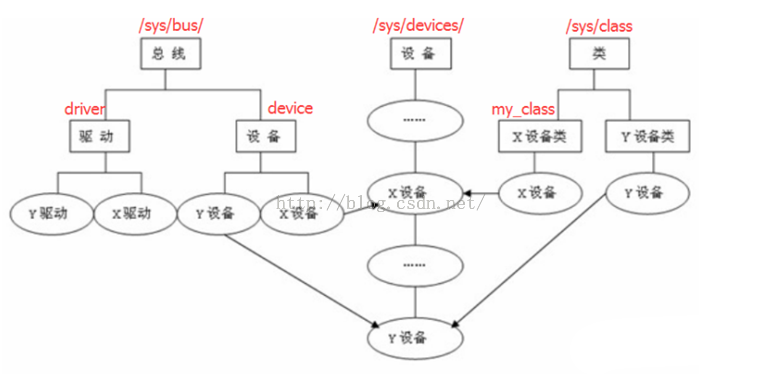 /sys/bus/ /sys/devices/ /sys/class
总线 设备 类
driver device my_class
驱动 设备 …… X设备类 Y设备类
Y驱动 X驱动 Y设备 X设备 X设备 X设备 Y设备
http://blog.csdn.net/
……
Y设备